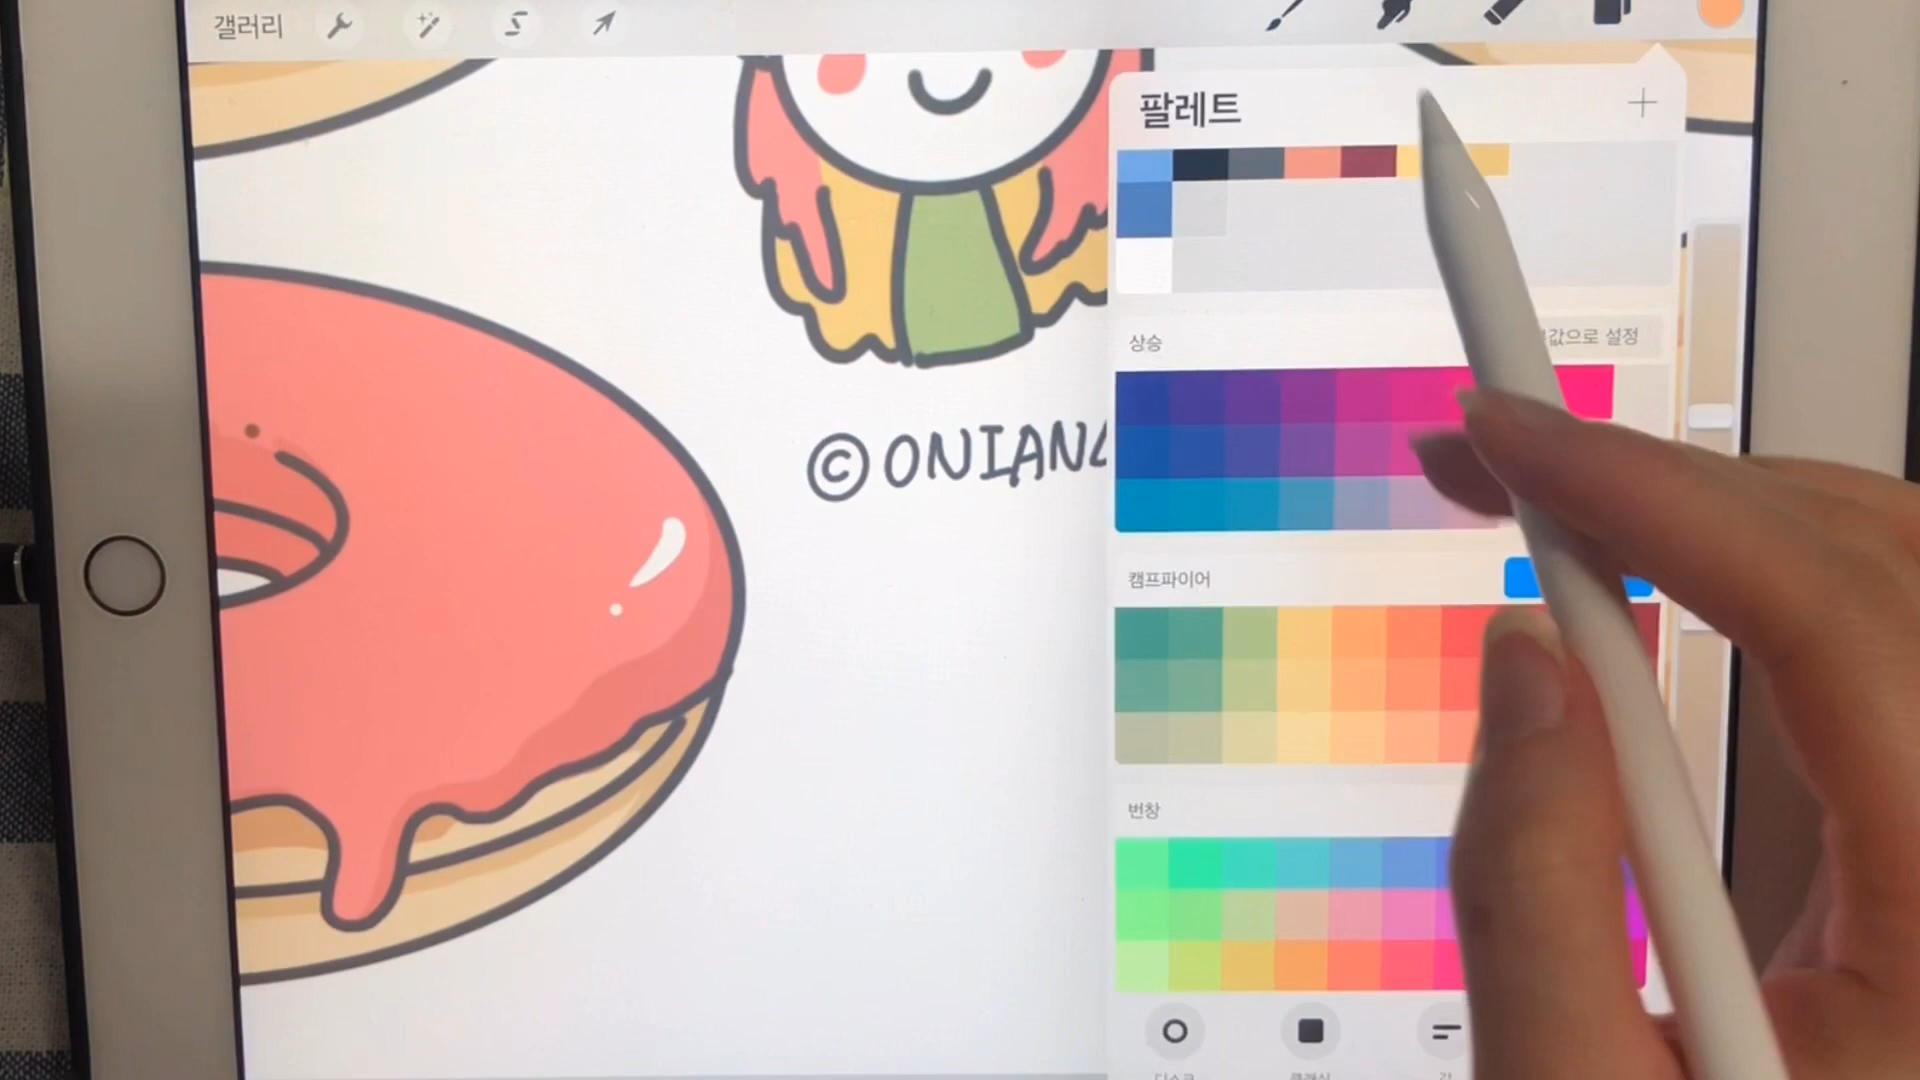 갤러리
팔레트
상승
값으로 설정
캠프파이어
번창
© ONIAN